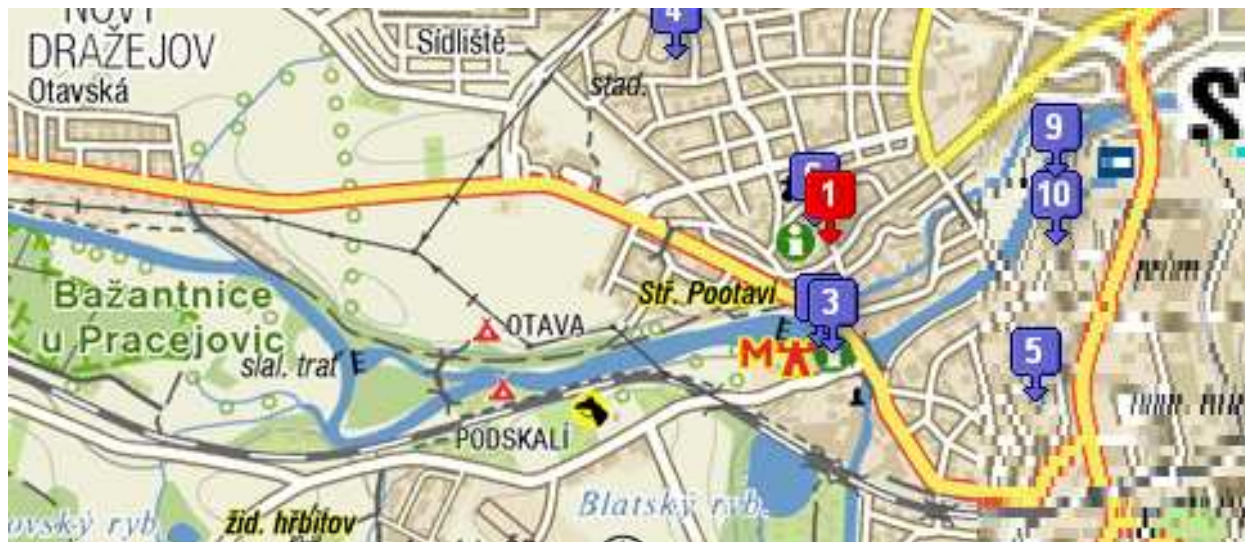 NOVÝ
DRAŽEJOV
Otavská
Sídliště
stad.
4
9
10
1
Stř. Pootaví
3
5
Bažantnice
u Pracejovic
slal. trať
E
OTAVA
E
M
PODSKALÍ
Blatský ryb.
ovský ryb.
žid. hřbitov